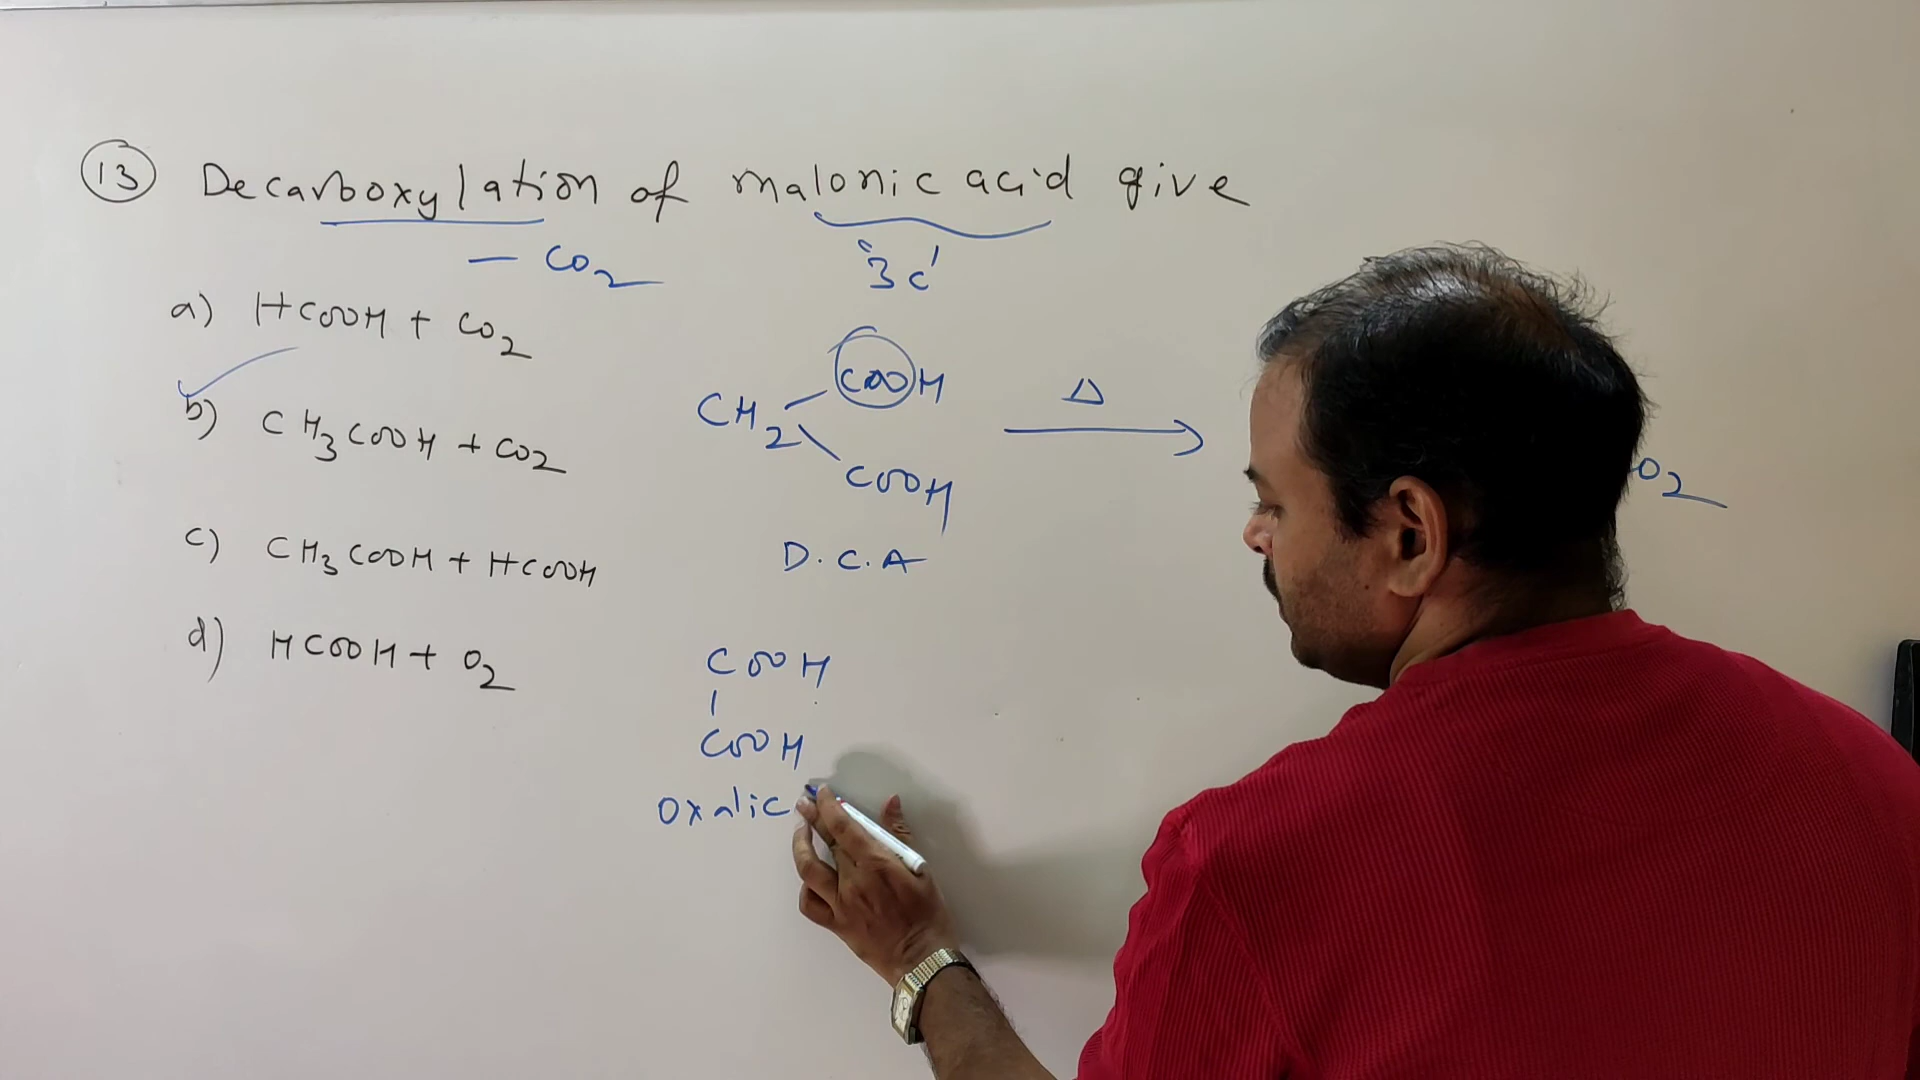 13 Decarboxylation of malonic acid give
— CO2
"3c'
a) HCOOH + CO2
b) CH3COOH + CO2
c) CH3COOH + HCOOH
d) HCOOH + O2
COOH
CH2
COOH
Δ
O2
D.C.A
COOH
COOH
oxalic